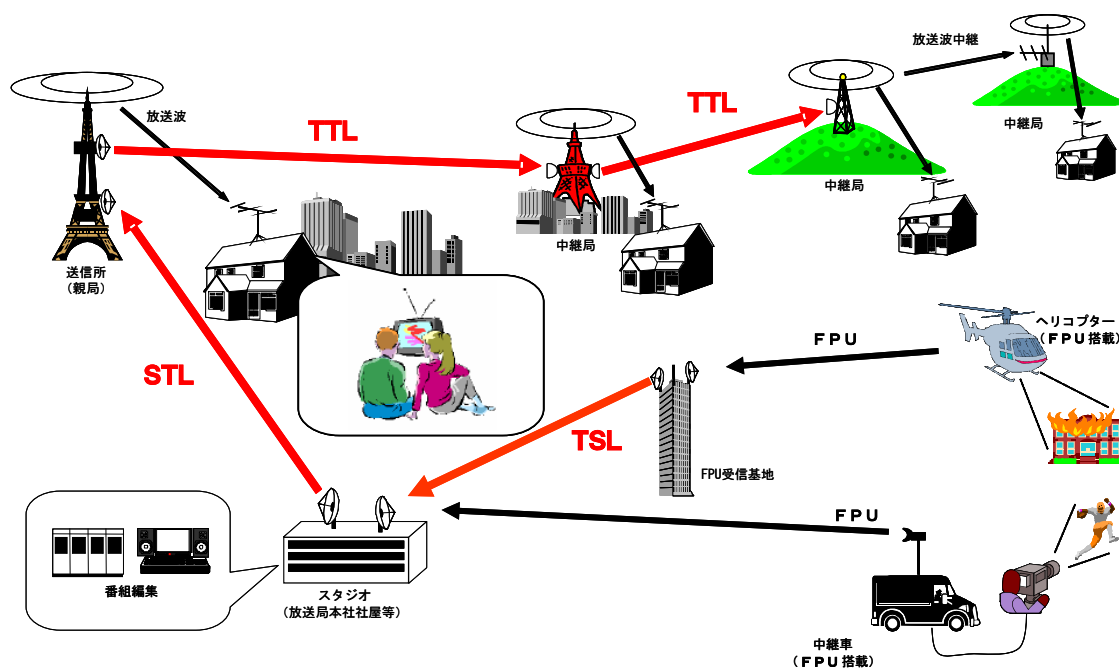 放送波中継
中継局
TTL
TTL
放送波
中継局
中継局
送信所
（親局）
ヘリコプター
（ＦＰＵ搭載）
ＦＰＵ
STL
TSL
FPU受信基地
ＦＰＵ
番組編集
スタジオ
（放送局本社社屋等）
中継車
（ＦＰＵ搭載）